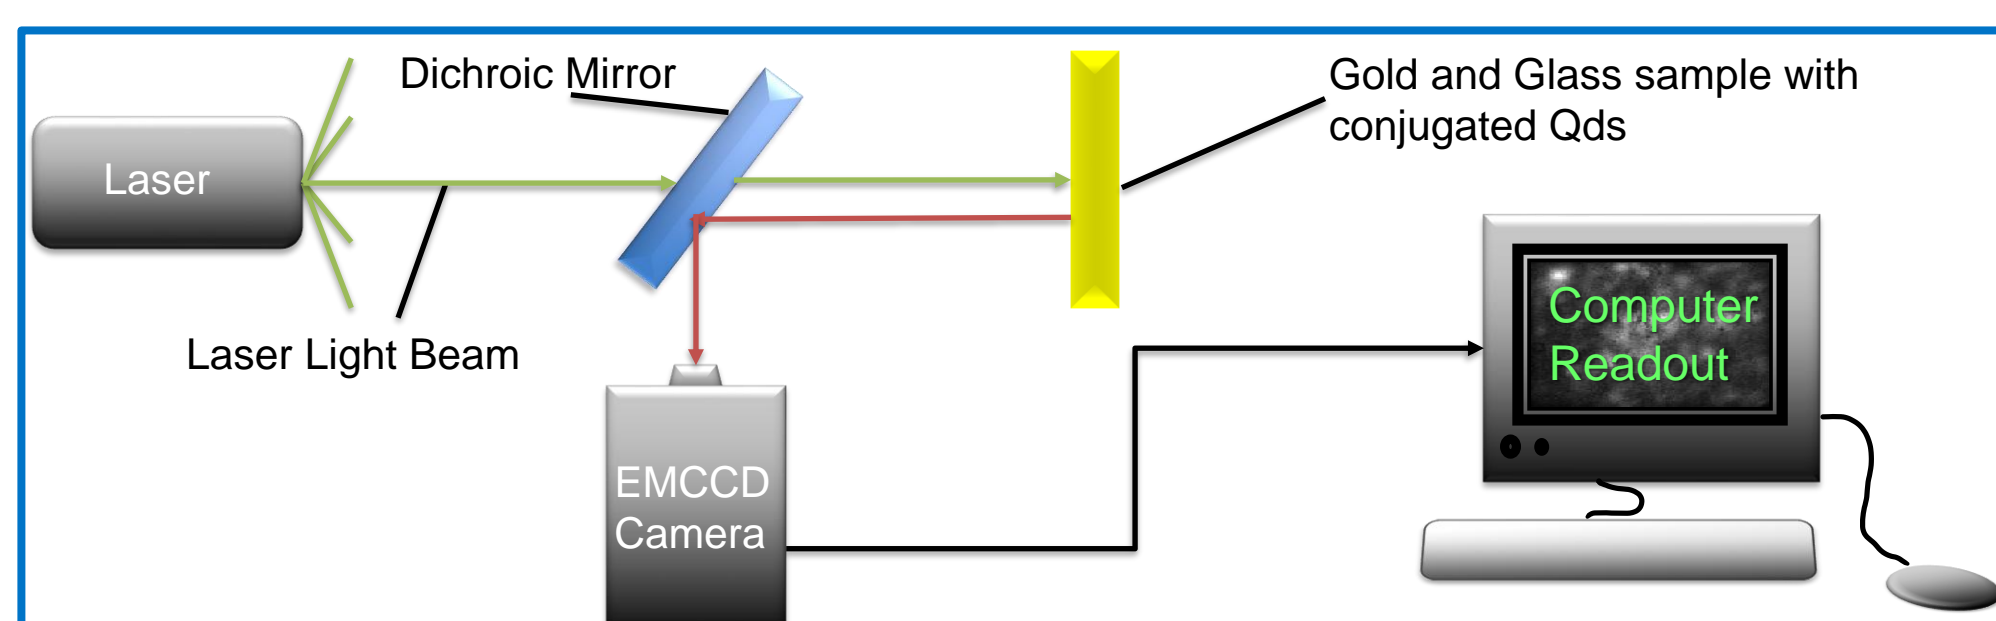 Dichroic Mirror
Gold and Glass sample with
conjugated Qds
Laser
Laser Light Beam
Computer
Readout
EMCCD
Camera